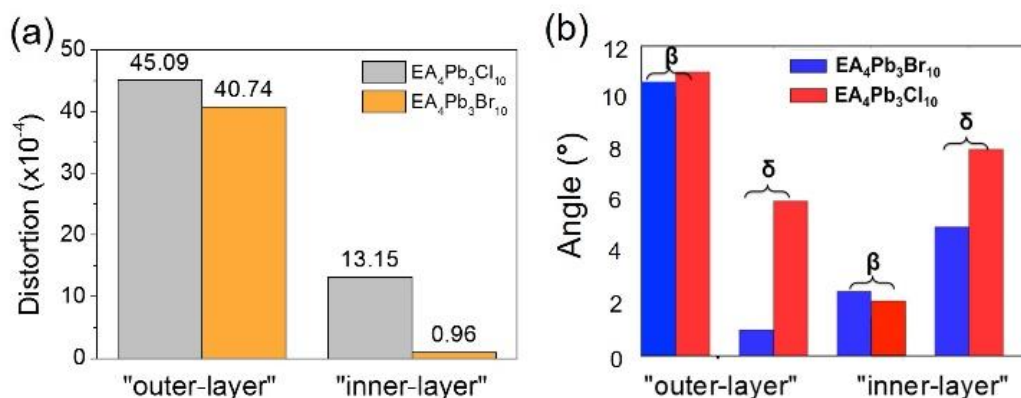 (a)
50
40
30
20
10
0
Distortion (x10⁻⁴)
45.09
40.74
13.15
0.96
EA₄Pb₃Cl₁₀
EA₄Pb₃Br₁₀
"outer-layer"
"inner-layer"
(b)
12
10
8
6
4
2
0
Angle (°)
β
δ
β
δ
EA₄Pb₃Br₁₀
EA₄Pb₃Cl₁₀
"outer-layer"
"inner-layer"